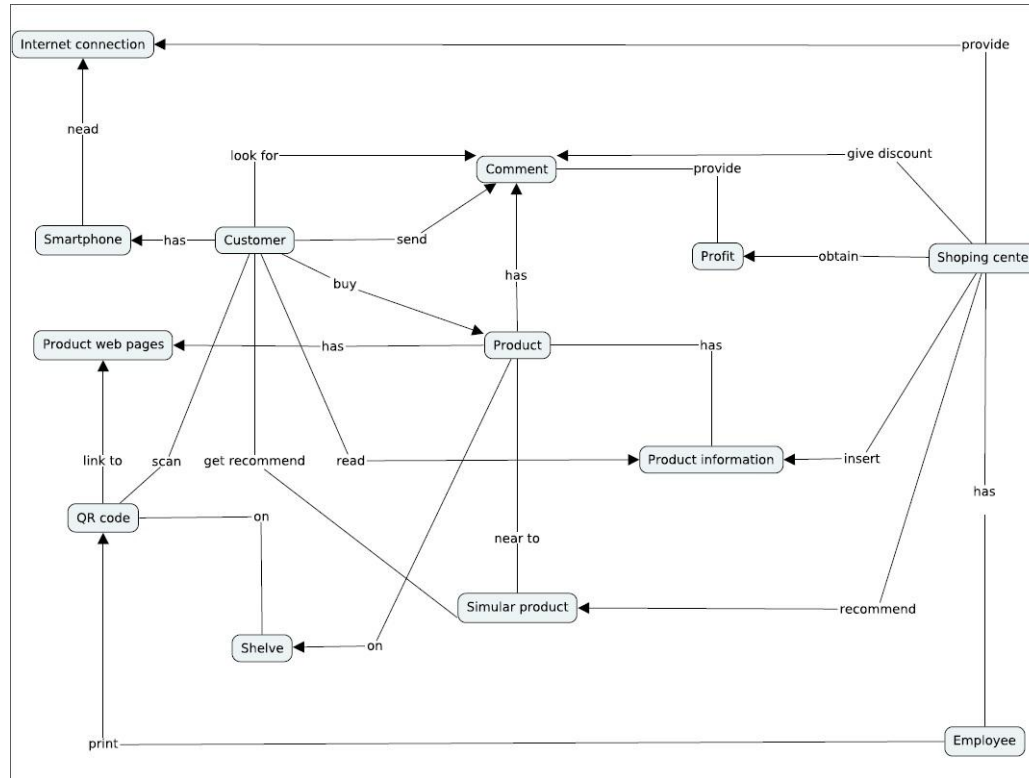 Internet connection
provide
nead
look for
give discount
Comment
provide
Smartphone
has
Customer
send
Profit
obtain
Shoping cente
has
buy
Product web pages
has
Product
has
link to
scan
get recommend
read
Product information
insert
has
QR code
on
near to
Simular product
recommend
Shelve
on
print
Employee